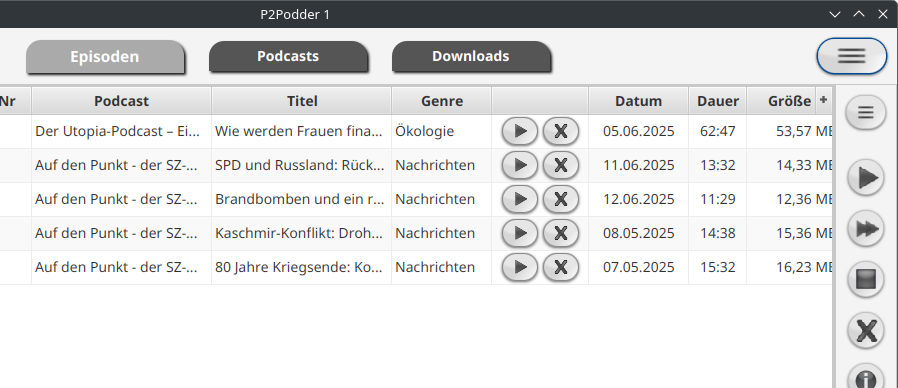 P2Podder 1
Episoden Podcasts Downloads
Nr Podcast Titel Genre Datum Dauer Größe +
Der Utopia-Podcast – Ei... Wie werden Frauen fina... Ökologie 05.06.2025 62:47 53,57 MB
Auf den Punkt - der SZ-... SPD und Russland: Rück... Nachrichten 11.06.2025 13:32 14,33 MB
Auf den Punkt - der SZ-... Brandbomben und ein r... Nachrichten 12.06.2025 11:29 12,36 MB
Auf den Punkt - der SZ-... Kaschmir-Konflikt: Droh... Nachrichten 08.05.2025 14:38 15,36 MB
Auf den Punkt - der SZ-... 80 Jahre Kriegsende: Ko... Nachrichten 07.05.2025 15:32 16,23 MB